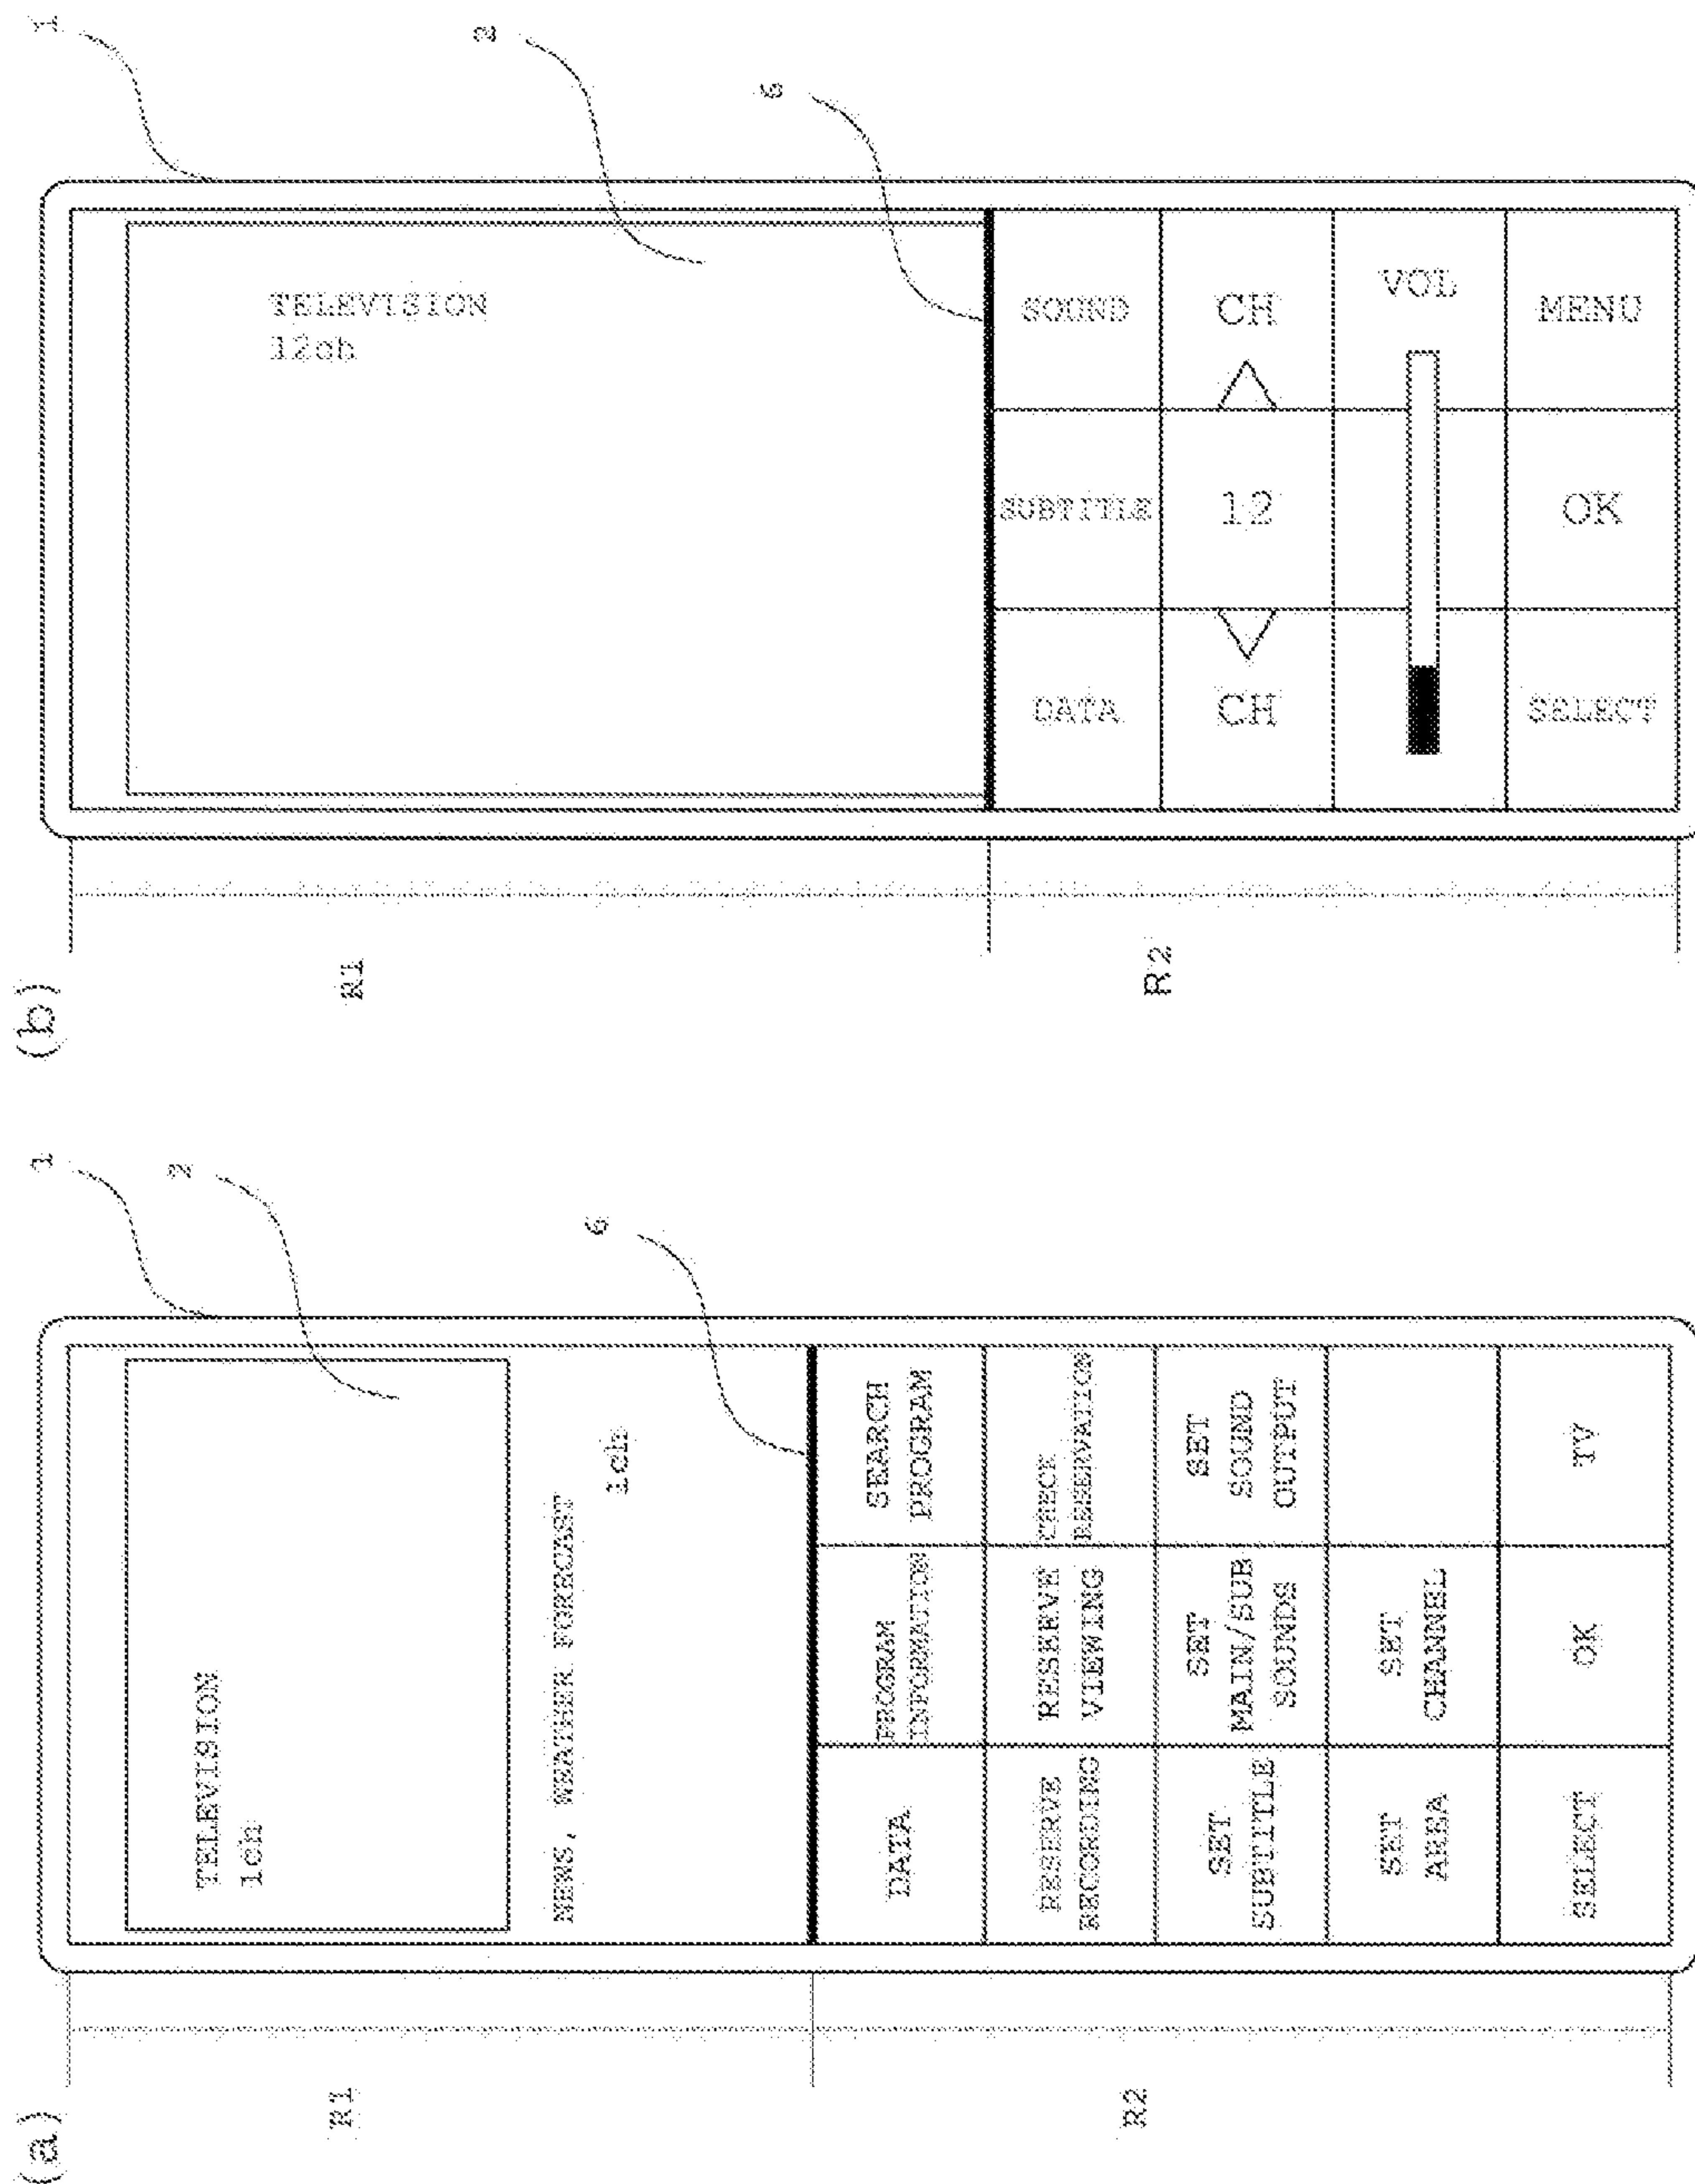 (a)
1
2
6
R1
R2
TELEVISION
1ch
NEWS, WEATHER FORECAST
1ch
DATA
PROGRAM
INFORMATION
SEARCH
PROGRAM
RESERVE
RECORDING
RESERVE
VIEWING
CHECK
RESERVATION
SET
SUBTITLE
SET
MAIN/SUB
SOUNDS
SET
SOUND
OUTPUT
SET
AREA
SET
CHANNEL
SELECT
OK
TV
(b)
1
2
6
R1
R2
TELEVISION
12ch
DATA
SUBTITLE
SOUND
CH
12
CH
VOL
SELECT
OK
MENU